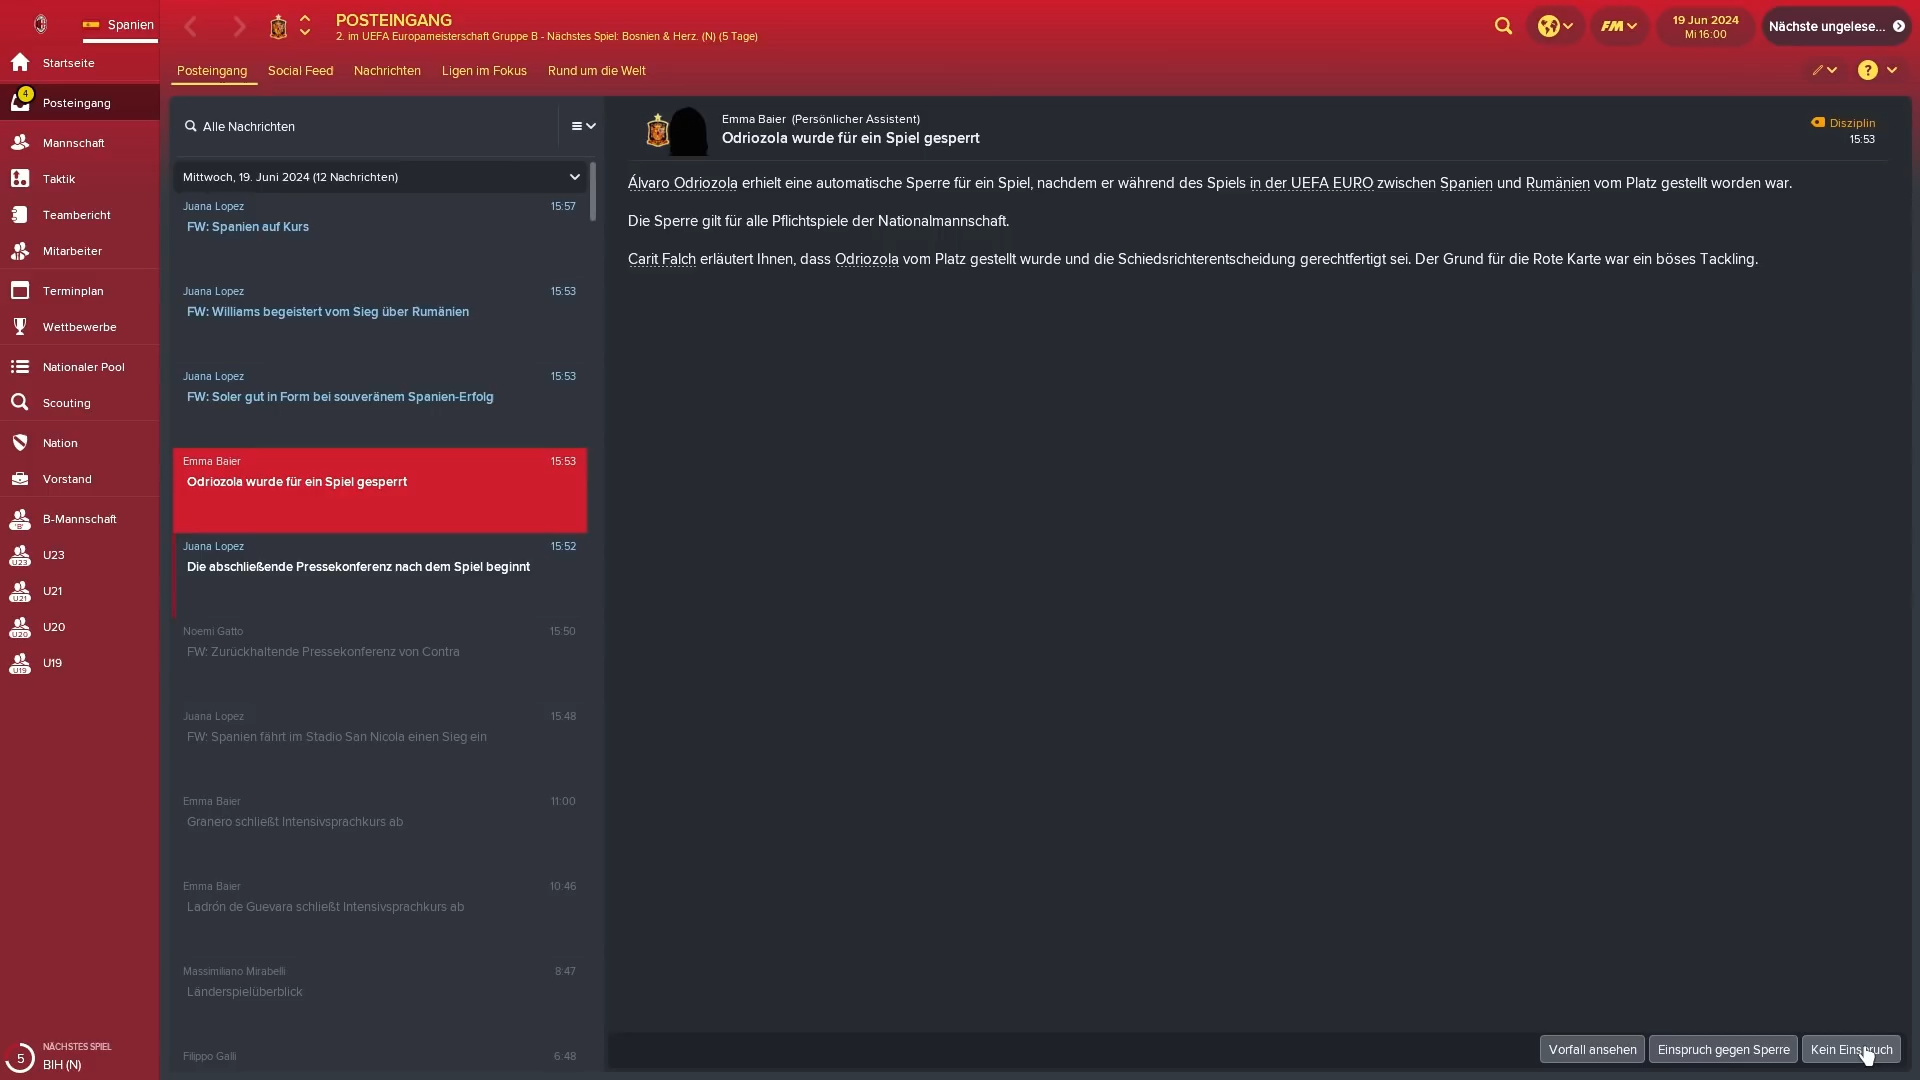 Spanien
POSTEINGANG
2. im UEFA Europameisterschaft Gruppe B - Nächstes Spiel: Bosnien & Herz. (N) (5 Tage)
FM
19 Jun 2024
Mi 16:00
Nächste ungelese...
Posteingang
Social Feed
Nachrichten
Ligen im Fokus
Rund um die Welt
?
Startseite
4
Posteingang
Mannschaft
Taktik
Teambericht
Mitarbeiter
Terminplan
Wettbewerbe
Nationaler Pool
Scouting
Nation
Vorstand
'B'
B-Mannschaft
U23
U23
U21
U21
U20
U20
U19
U19
5
NÄCHSTES SPIEL
BIH (N)
Alle Nachrichten
Mittwoch, 19. Juni 2024 (12 Nachrichten)
Juana Lopez 15:57
FW: Spanien auf Kurs
Juana Lopez 15:53
FW: Williams begeistert vom Sieg über Rumänien
Juana Lopez 15:53
FW: Soler gut in Form bei souveränem Spanien-Erfolg
Emma Baier 15:53
Odriozola wurde für ein Spiel gesperrt
Juana Lopez 15:52
Die abschließende Pressekonferenz nach dem Spiel beginnt
Noemi Gatto 15:50
FW: Zurückhaltende Pressekonferenz von Contra
Juana Lopez 15:48
FW: Spanien fährt im Stadio San Nicola einen Sieg ein
Emma Baier 11:00
Granero schließt Intensivsprachkurs ab
Emma Baier 10:46
Ladrón de Guevara schließt Intensivsprachkurs ab
Massimiliano Mirabelli 8:47
Länderspielüberblick
Filippo Galli 6:48
Emma Baier (Persönlicher Assistent)
Odriozola wurde für ein Spiel gesperrt
Disziplin
15:53
Álvaro Odriozola erhielt eine automatische Sperre für ein Spiel, nachdem er während des Spiels in der UEFA EURO zwischen Spanien und Rumänien vom Platz gestellt worden war.
Die Sperre gilt für alle Pflichtspiele der Nationalmannschaft.
Carit Falch erläutert Ihnen, dass Odriozola vom Platz gestellt wurde und die Schiedsrichterentscheidung gerechtfertigt sei. Der Grund für die Rote Karte war ein böses Tackling.
Vorfall ansehen
Einspruch gegen Sperre
Kein Einspruch